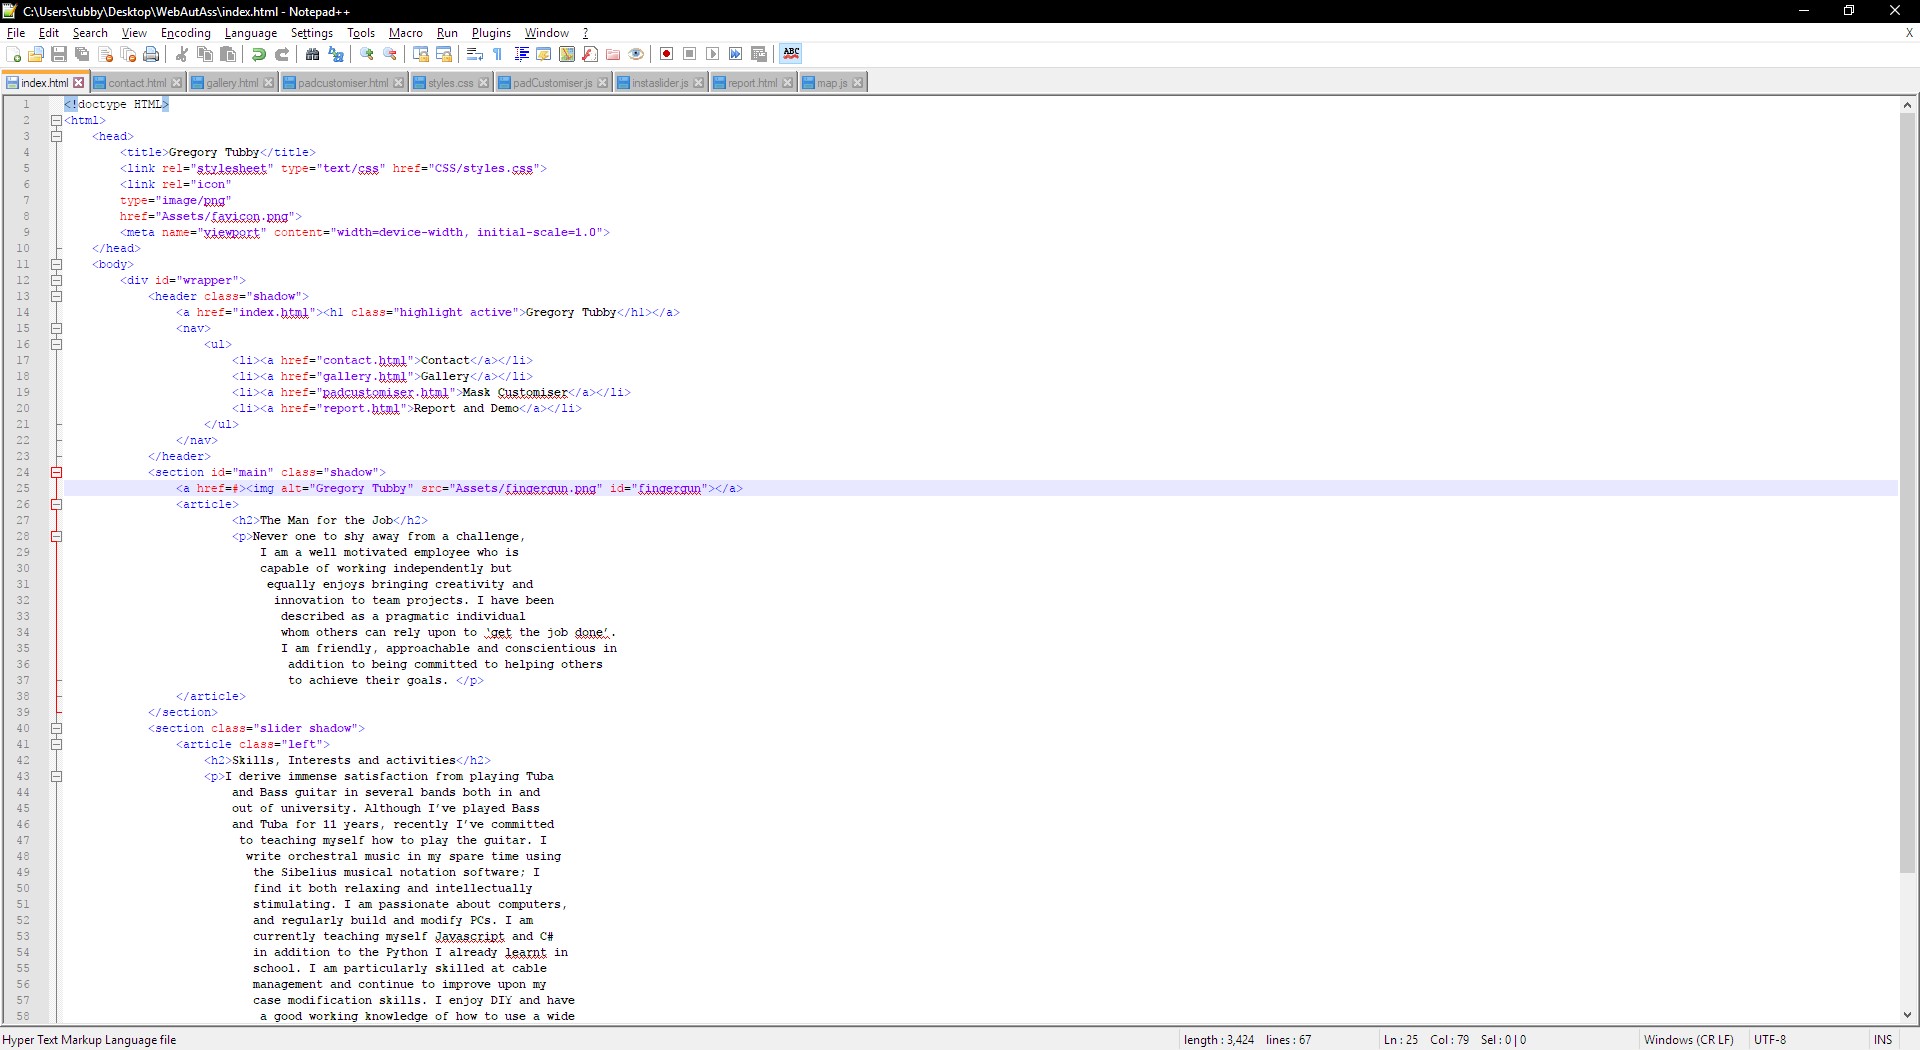 C:\Users\tubby\Desktop\WebAutAss\index.html - Notepad++
File Edit Search View Encoding Language Settings Tools Macro Run Plugins Window ? X
ABC
index.html contact.html gallery.html padcustomiser.html styles.css padCustomiser.js instaslider.js report.html map.js
1 <!doctype HTML>
2 <html>
3 <head>
4 <title>Gregory Tubby</title>
5 <link rel="stylesheet" type="text/css" href="CSS/styles.css">
6 <link rel="icon"
7 type="image/png"
8 href="Assets/favicon.png">
9 <meta name="viewport" content="width=device-width, initial-scale=1.0">
10 </head>
11 <body>
12 <div id="wrapper">
13 <header class="shadow">
14 <a href="index.html"><h1 class="highlight active">Gregory Tubby</h1></a>
15 <nav>
16 <ul>
17 <li><a href="contact.html">Contact</a></li>
18 <li><a href="gallery.html">Gallery</a></li>
19 <li><a href="padcustomiser.html">Mask Customiser</a></li>
20 <li><a href="report.html">Report and Demo</a></li>
21 </ul>
22 </nav>
23 </header>
24 <section id="main" class="shadow">
25 <a href=#><img alt="Gregory Tubby" src="Assets/fingergun.png" id="fingergun"></a>
26 <article>
27 <h2>The Man for the Job</h2>
28 <p>Never one to shy away from a challenge,
29 I am a well motivated employee who is
30 capable of working independently but
31 equally enjoys bringing creativity and
32 innovation to team projects. I have been
33 described as a pragmatic individual
34 whom others can rely upon to ‘get the job done’.
35 I am friendly, approachable and conscientious in
36 addition to being committed to helping others
37 to achieve their goals. </p>
38 </article>
39 </section>
40 <section class="slider shadow">
41 <article class="left">
42 <h2>Skills, Interests and activities</h2>
43 <p>I derive immense satisfaction from playing Tuba
44 and Bass guitar in several bands both in and
45 out of university. Although I’ve played Bass
46 and Tuba for 11 years, recently I’ve committed
47 to teaching myself how to play the guitar. I
48 write orchestral music in my spare time using
49 the Sibelius musical notation software; I
50 find it both relaxing and intellectually
51 stimulating. I am passionate about computers,
52 and regularly build and modify PCs. I am
53 currently teaching myself Javascript and C#
54 in addition to the Python I already learnt in
55 school. I am particularly skilled at cable
56 management and continue to improve upon my
57 case modification skills. I enjoy DIY and have
58 a good working knowledge of how to use a wide
Hyper Text Markup Language file length : 3,424 lines : 67 Ln : 25 Col : 79 Sel : 0 | 0 Windows (CR LF) UTF-8 INS